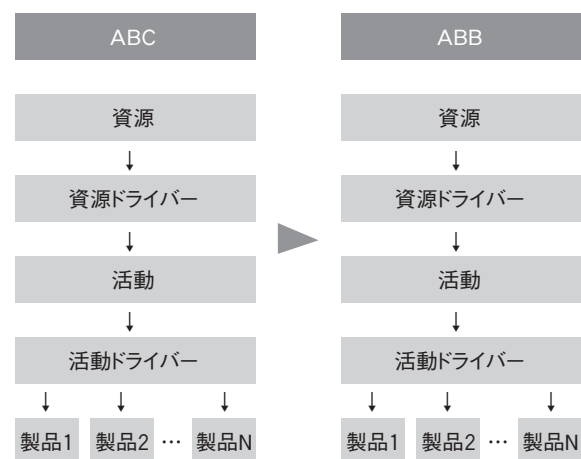 ABC
資源
↓
資源ドライバー
↓
活動
↓
活動ドライバー
↓ ↓ ↓
製品1 製品2 … 製品N
ABB
資源
↓
資源ドライバー
↓
活動
↓
活動ドライバー
↓ ↓ ↓
製品1 製品2 … 製品N